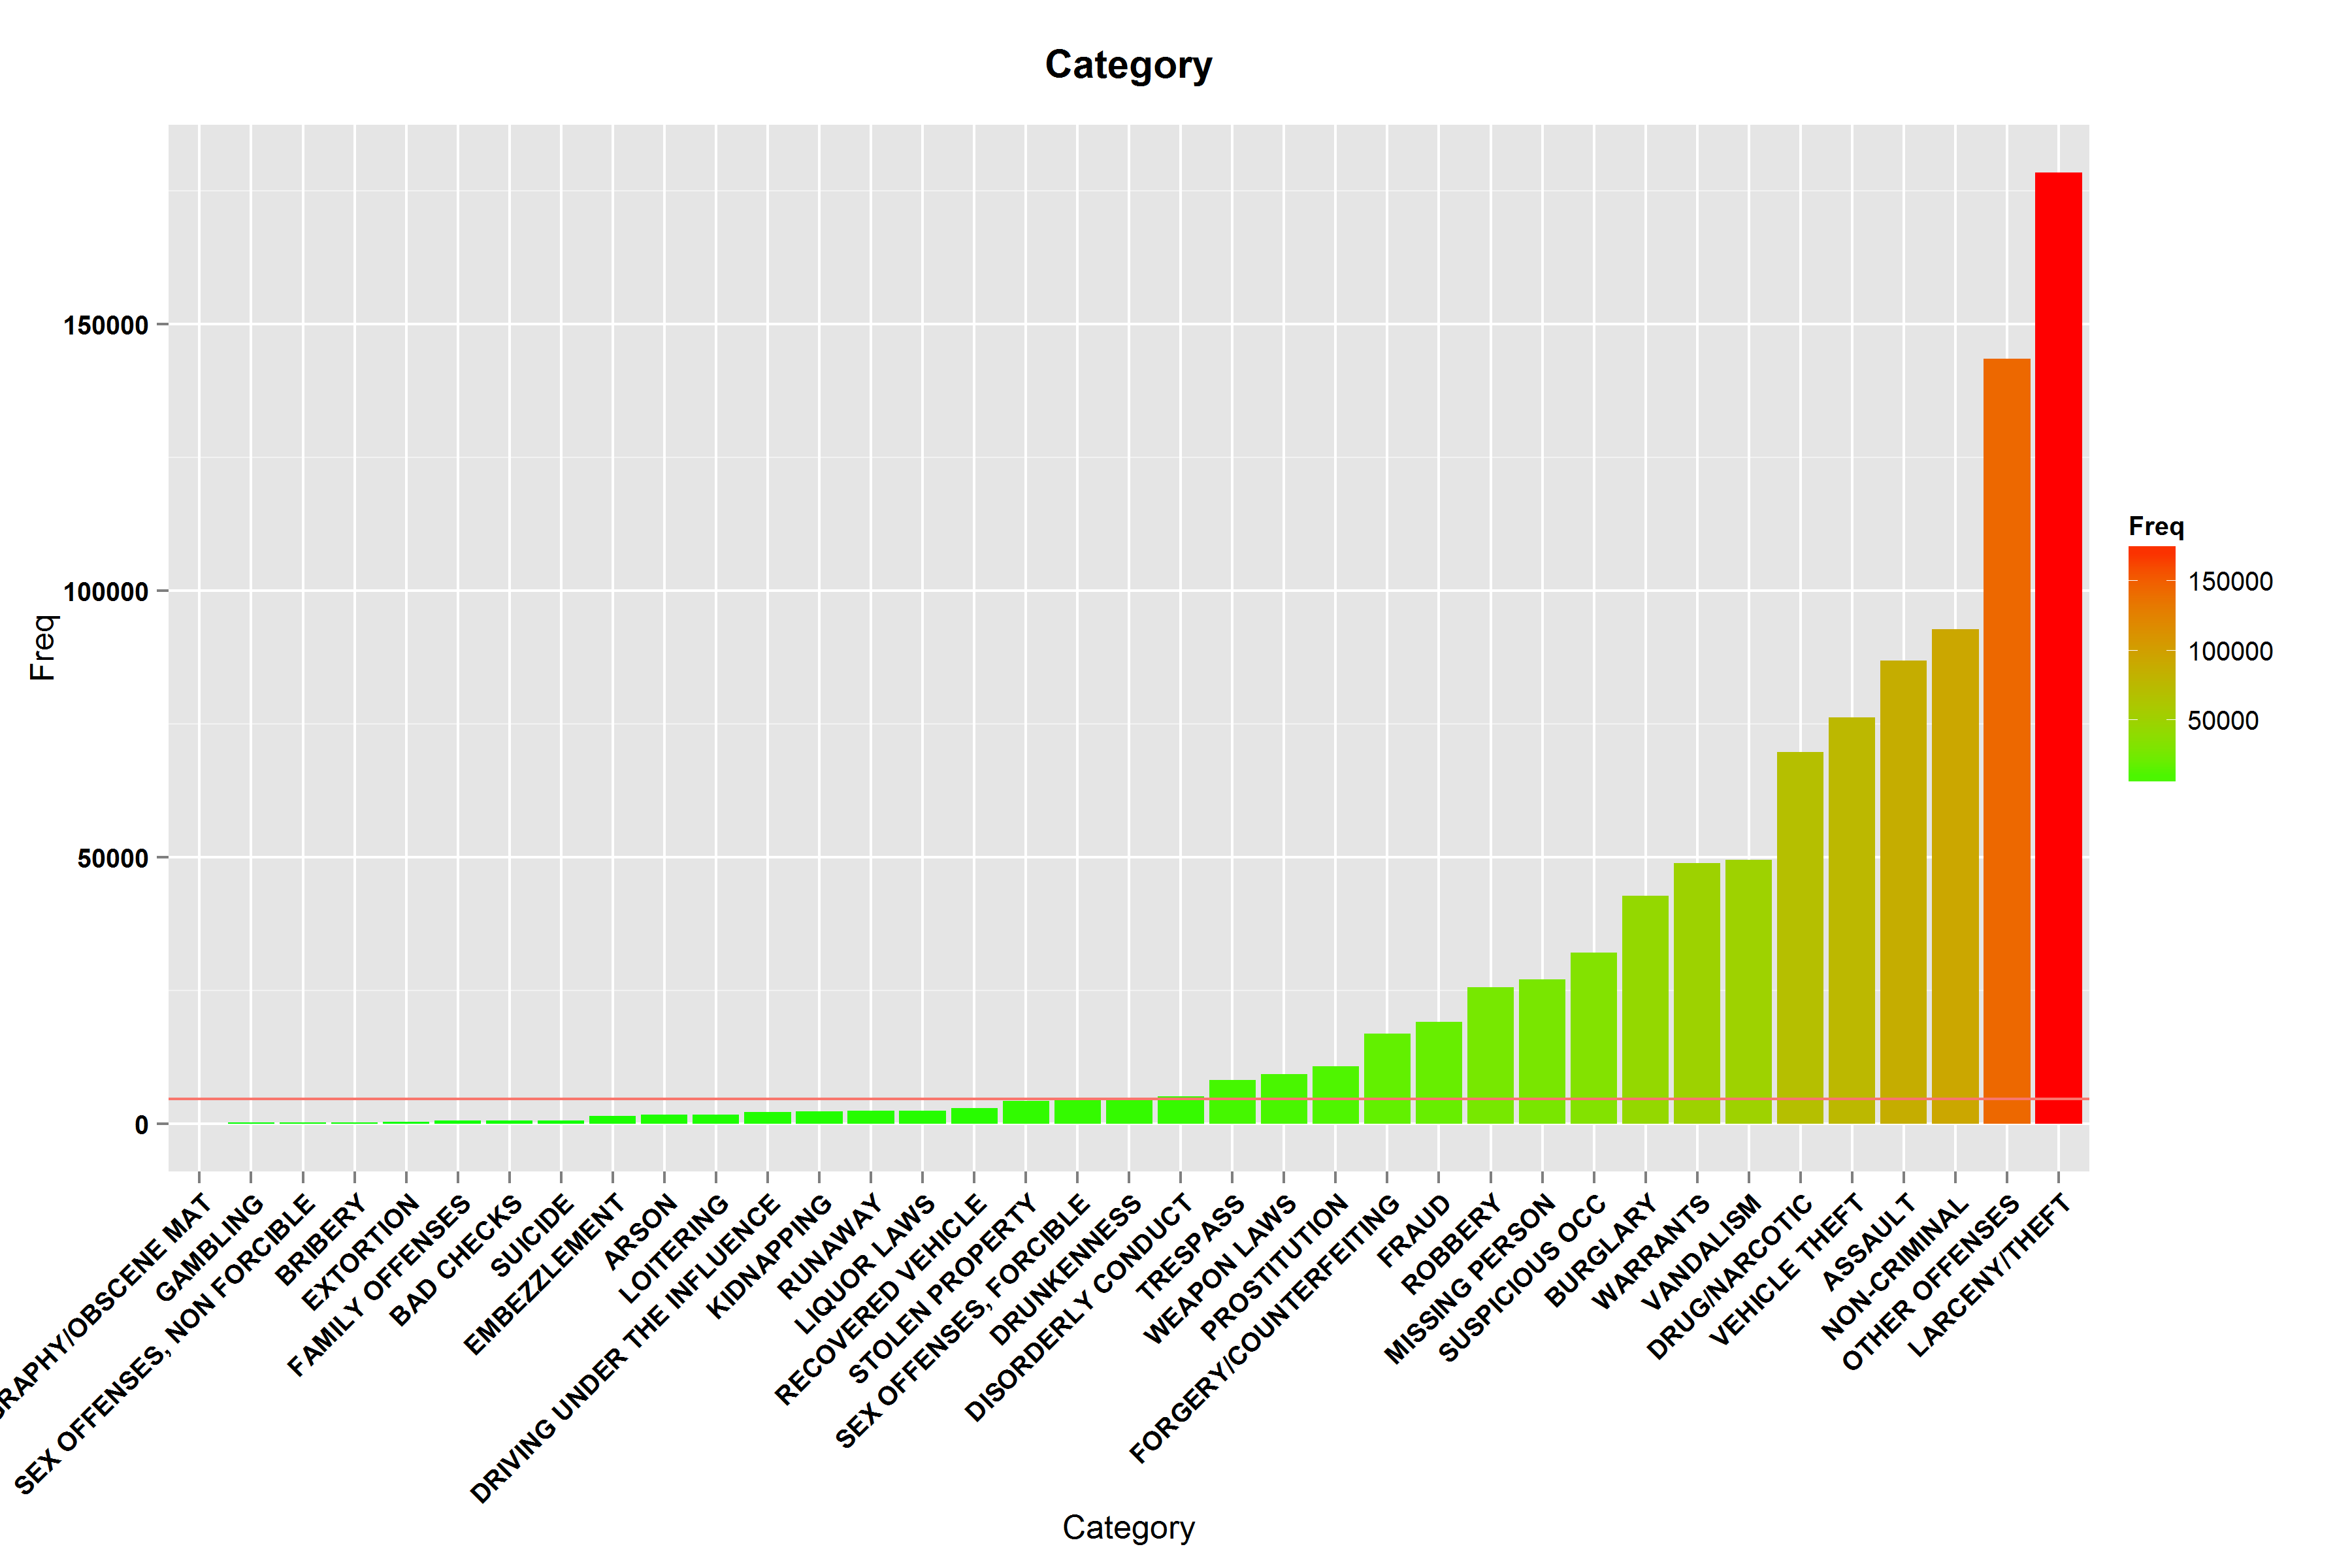 Category
Freq
150000
100000
50000
0
Freq
150000
100000
50000
RAPHY/OBSCENE MAT
GAMBLING
SEX OFFENSES, NON FORCIBLE
BRIBERY
EXTORTION
FAMILY OFFENSES
BAD CHECKS
SUICIDE
EMBEZZLEMENT
ARSON
LOITERING
DRIVING UNDER THE INFLUENCE
KIDNAPPING
RUNAWAY
LIQUOR LAWS
RECOVERED VEHICLE
STOLEN PROPERTY
SEX OFFENSES, FORCIBLE
DRUNKENNESS
DISORDERLY CONDUCT
TRESPASS
WEAPON LAWS
PROSTITUTION
FORGERY/COUNTERFEITING
FRAUD
ROBBERY
MISSING PERSON
SUSPICIOUS OCC
BURGLARY
WARRANTS
VANDALISM
DRUG/NARCOTIC
VEHICLE THEFT
ASSAULT
NON-CRIMINAL
OTHER OFFENSES
LARCENY/THEFT
Category